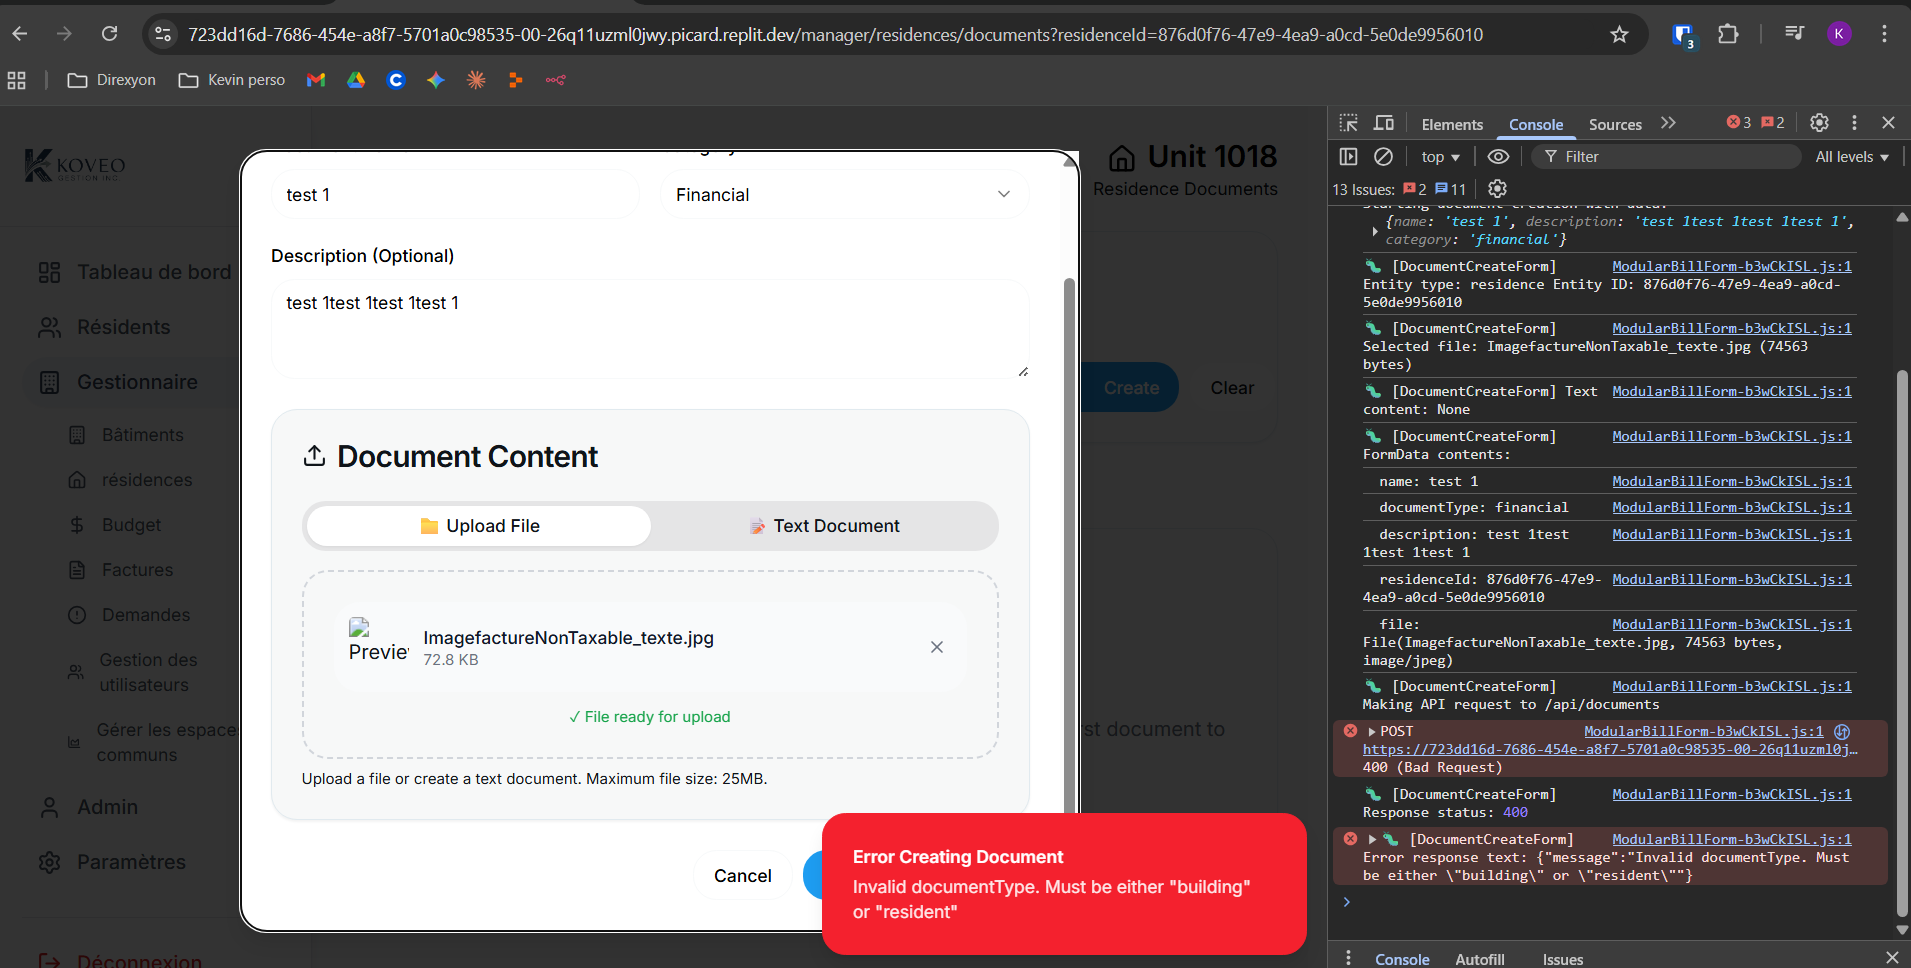 723dd16d-7686-454e-a8f7-5701a0c98535-00-26q11uzml0jwy.picard.replit.dev/manager/residences/documents?residenceId=876d0f76-47e9-4ea9-a0cd-5e0de9956010
3
K
Direxyon
Kevin perso
KOVEO
GESTION INC.
Tableau de bord
Résidents
Gestionnaire
Bâtiments
résidences
Budget
Factures
Demandes
Gestion des
utilisateurs
Gérer les espace
communs
Admin
Paramètres
Déconnexion
Unit 1018
Residence Documents
Create
Clear
rst document to
test 1
Financial
Description (Optional)
test 1test 1test 1test 1
Document Content
Upload File
Text Document
Preview
ImagefactureNonTaxable_texte.jpg
72.8 KB
✓ File ready for upload
Upload a file or create a text document. Maximum file size: 25MB.
Cancel
Error Creating Document
Invalid documentType. Must be either "building"
or "resident"
Elements
Console
Sources
3
2
top
Filter
All levels
13 Issues:
2
11
Starting document creation with data:
{name: 'test 1', description: 'test 1test 1test 1test 1',
category: 'financial'}
[DocumentCreateForm] ModularBillForm-b3wCkISL.js:1
Entity type: residence Entity ID: 876d0f76-47e9-4ea9-a0cd-
5e0de9956010
[DocumentCreateForm] ModularBillForm-b3wCkISL.js:1
Selected file: ImagefactureNonTaxable_texte.jpg (74563
bytes)
[DocumentCreateForm] Text ModularBillForm-b3wCkISL.js:1
content: None
[DocumentCreateForm] ModularBillForm-b3wCkISL.js:1
FormData contents:
name: test 1 ModularBillForm-b3wCkISL.js:1
documentType: financial ModularBillForm-b3wCkISL.js:1
description: test 1test ModularBillForm-b3wCkISL.js:1
1test 1test 1
residenceId: 876d0f76-47e9- ModularBillForm-b3wCkISL.js:1
4ea9-a0cd-5e0de9956010
file: ModularBillForm-b3wCkISL.js:1
File(ImagefactureNonTaxable_texte.jpg, 74563 bytes,
image/jpeg)
[DocumentCreateForm] ModularBillForm-b3wCkISL.js:1
Making API request to /api/documents
POST ModularBillForm-b3wCkISL.js:1
https://723dd16d-7686-454e-a8f7-5701a0c98535-00-26q11uzml0j…
400 (Bad Request)
[DocumentCreateForm] ModularBillForm-b3wCkISL.js:1
Response status: 400
[DocumentCreateForm] ModularBillForm-b3wCkISL.js:1
Error response text: {"message":"Invalid documentType. Must
be either \"building\" or \"resident\""}
Console
Autofill
Issues